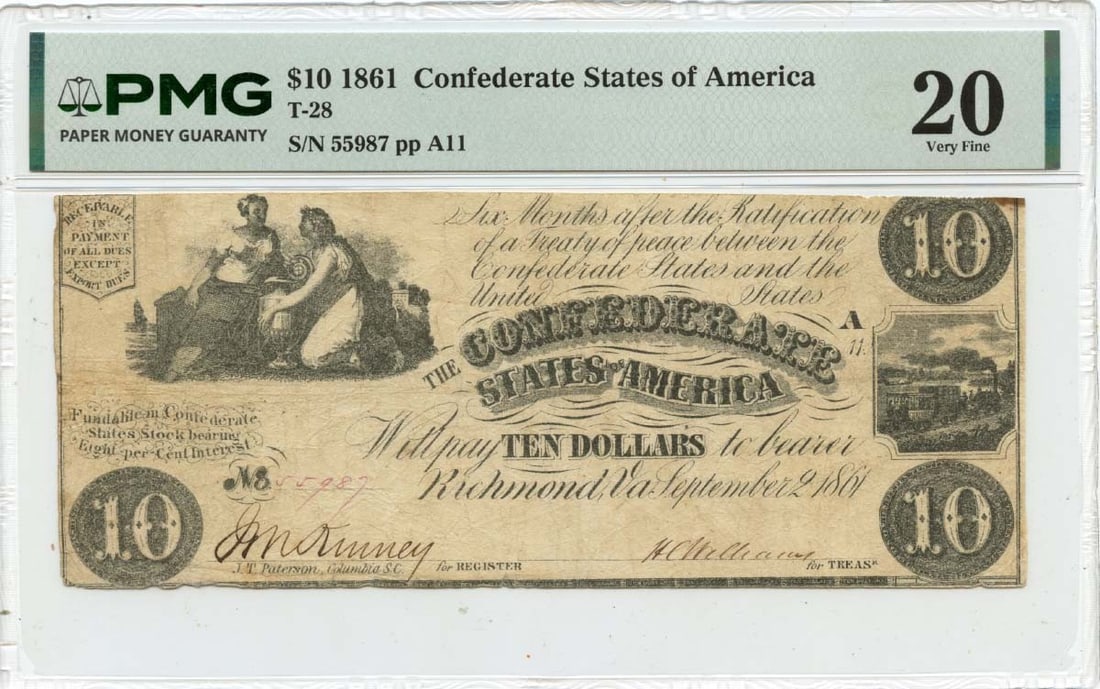 PMG
PAPER MONEY GUARANTY
$10 1861 Confederate States of America
T-28
S/N 55987 pp A11
20
Very Fine
RECEIVABLE
IN
PAYMENT
OF ALL DUES
EXCEPT
EXPORT DUES
Six Months after the Ratification
of a Treaty of peace between the
Confederate States and the
United States
10
A
11.
THE CONFEDERATE
STATES OF AMERICA
Fundable in Confederate
States Stock bearing
Eight per Cent Interest
Will pay TEN DOLLARS to bearer
No. 55987
Richmond, Va September 2 1861
10
10
J.T. Paterson, Columbia S.C.
for REGISTER
H C Williams
for TREASR